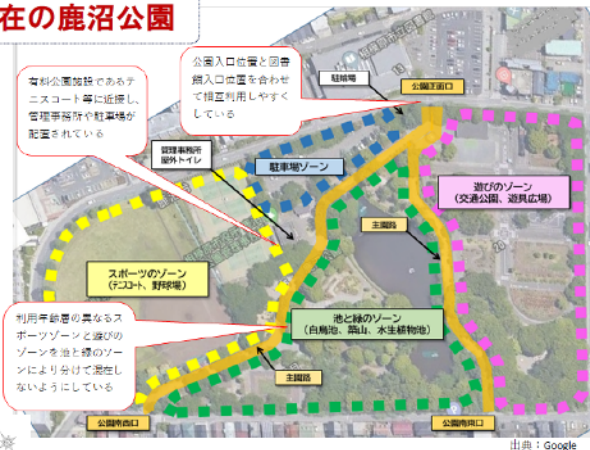 在の鹿沼公園
公園入口位置と図書
館入口位置を合わせ
て相互利用しやすく
している
有料公園施設であるテ
ニスコート等に近接し、
管理事務所や駐車場が
配置されている
駐輪場
公園正面口
管理事務所
屋外トイレ
駐車場ゾーン
遊びのゾーン
（交通公園、遊具広場）
主園路
スポーツのゾーン
（テニスコート、野球場）
池と緑のゾーン
（白鳥池、築山、水生植物池）
利用年齢層の異なるス
ポーツゾーンと遊びの
ゾーンを池と緑のゾー
ンにより分けて混在し
ないようにしている
主園路
公園南西口
公園南東口
出典：Google